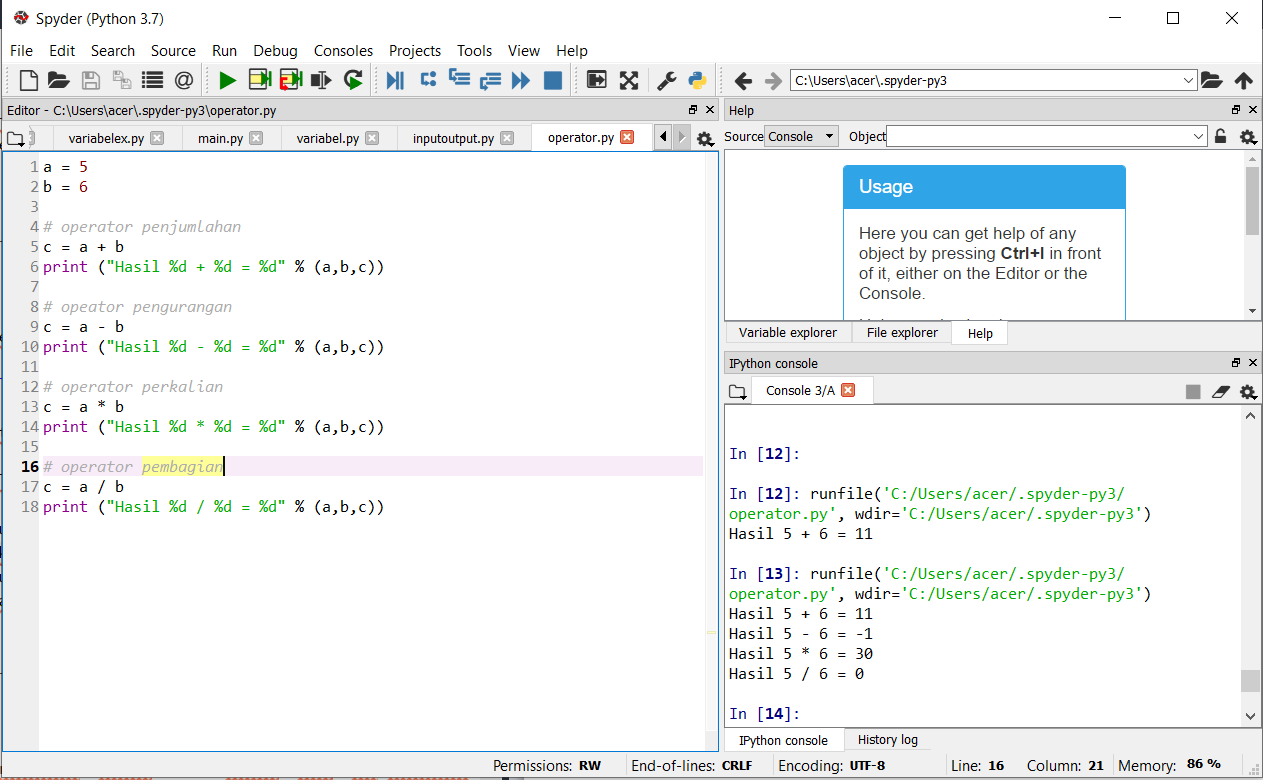 Spyder (Python 3.7)
File Edit Search Source Run Debug Consoles Projects Tools View Help
C:\Users\acer\.spyder-py3
Editor - C:\Users\acer\.spyder-py3\operator.py
variabelex.py main.py variabel.py inputoutput.py operator.py
1 a = 5
2 b = 6
3
4 # operator penjumlahan
5 c = a + b
6 print ("Hasil %d + %d = %d" % (a,b,c))
7
8 # opeator pengurangan
9 c = a - b
10 print ("Hasil %d - %d = %d" % (a,b,c))
11
12 # operator perkalian
13 c = a * b
14 print ("Hasil %d * %d = %d" % (a,b,c))
15
16 # operator pembagian
17 c = a / b
18 print ("Hasil %d / %d = %d" % (a,b,c))
Help
Source Console Object
Usage
Here you can get help of any
object by pressing Ctrl+I in front
of it, either on the Editor or the
Console.
Variable explorer File explorer Help
IPython console
Console 3/A
In [12]:
In [12]: runfile('C:/Users/acer/.spyder-py3/
operator.py', wdir='C:/Users/acer/.spyder-py3')
Hasil 5 + 6 = 11
In [13]: runfile('C:/Users/acer/.spyder-py3/
operator.py', wdir='C:/Users/acer/.spyder-py3')
Hasil 5 + 6 = 11
Hasil 5 - 6 = -1
Hasil 5 * 6 = 30
Hasil 5 / 6 = 0
In [14]:
IPython console History log
Permissions: RW End-of-lines: CRLF Encoding: UTF-8 Line: 16 Column: 21 Memory: 86 %